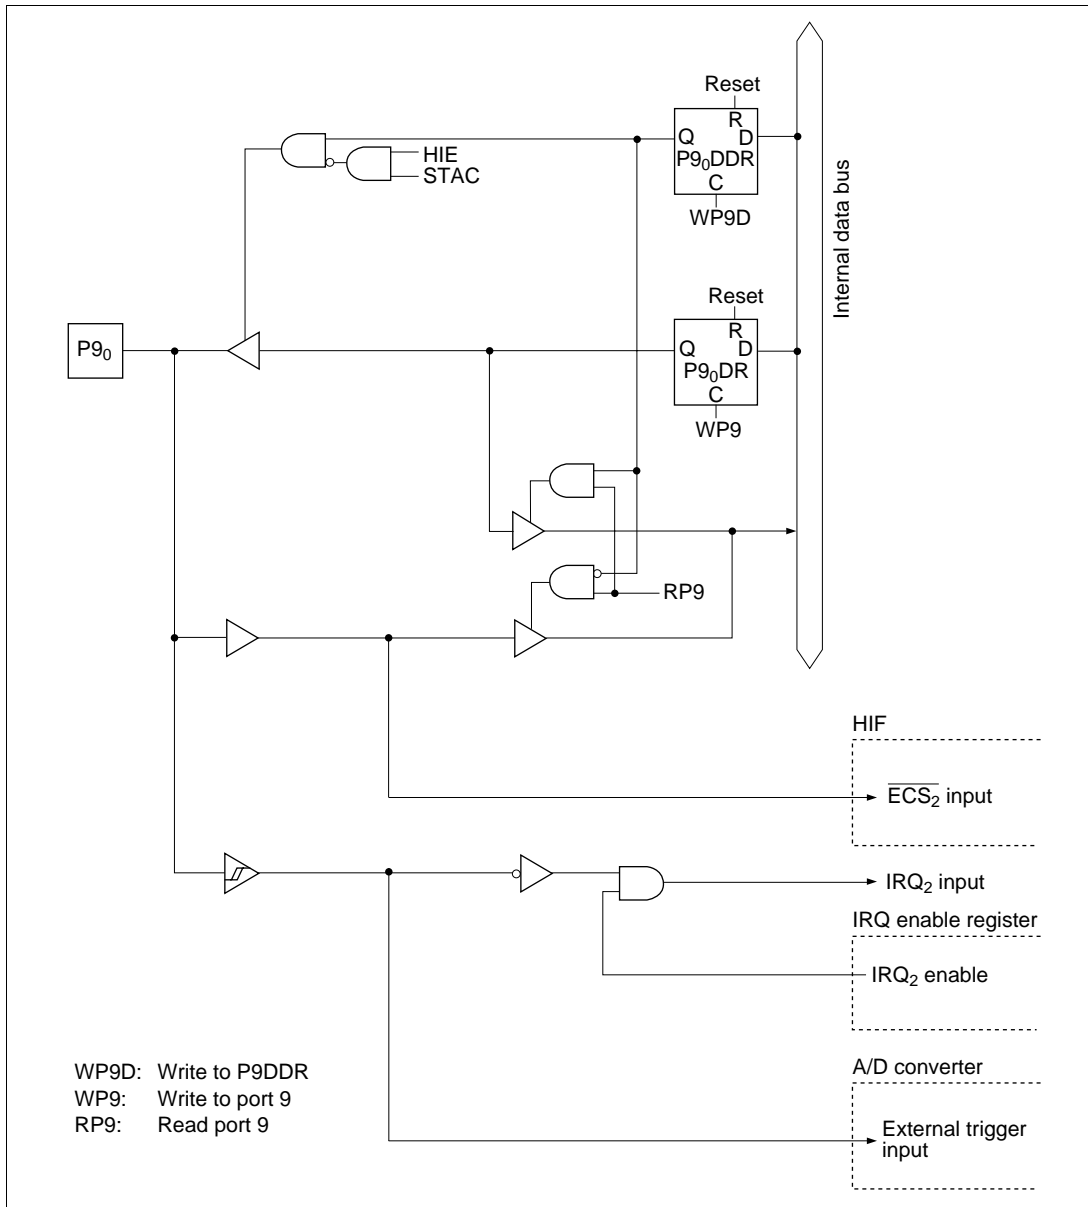 Reset
R
Q D
P9₀DDR
C
WP9D
HIE
STAC
Internal data bus
Reset
R
Q D
P9₀DR
C
WP9
P9₀
RP9
HIF
E̅C̅S̅₂̅ input
IRQ₂ input
IRQ enable register
IRQ₂ enable
A/D converter
External trigger
input
WP9D: Write to P9DDR
WP9: Write to port 9
RP9: Read port 9